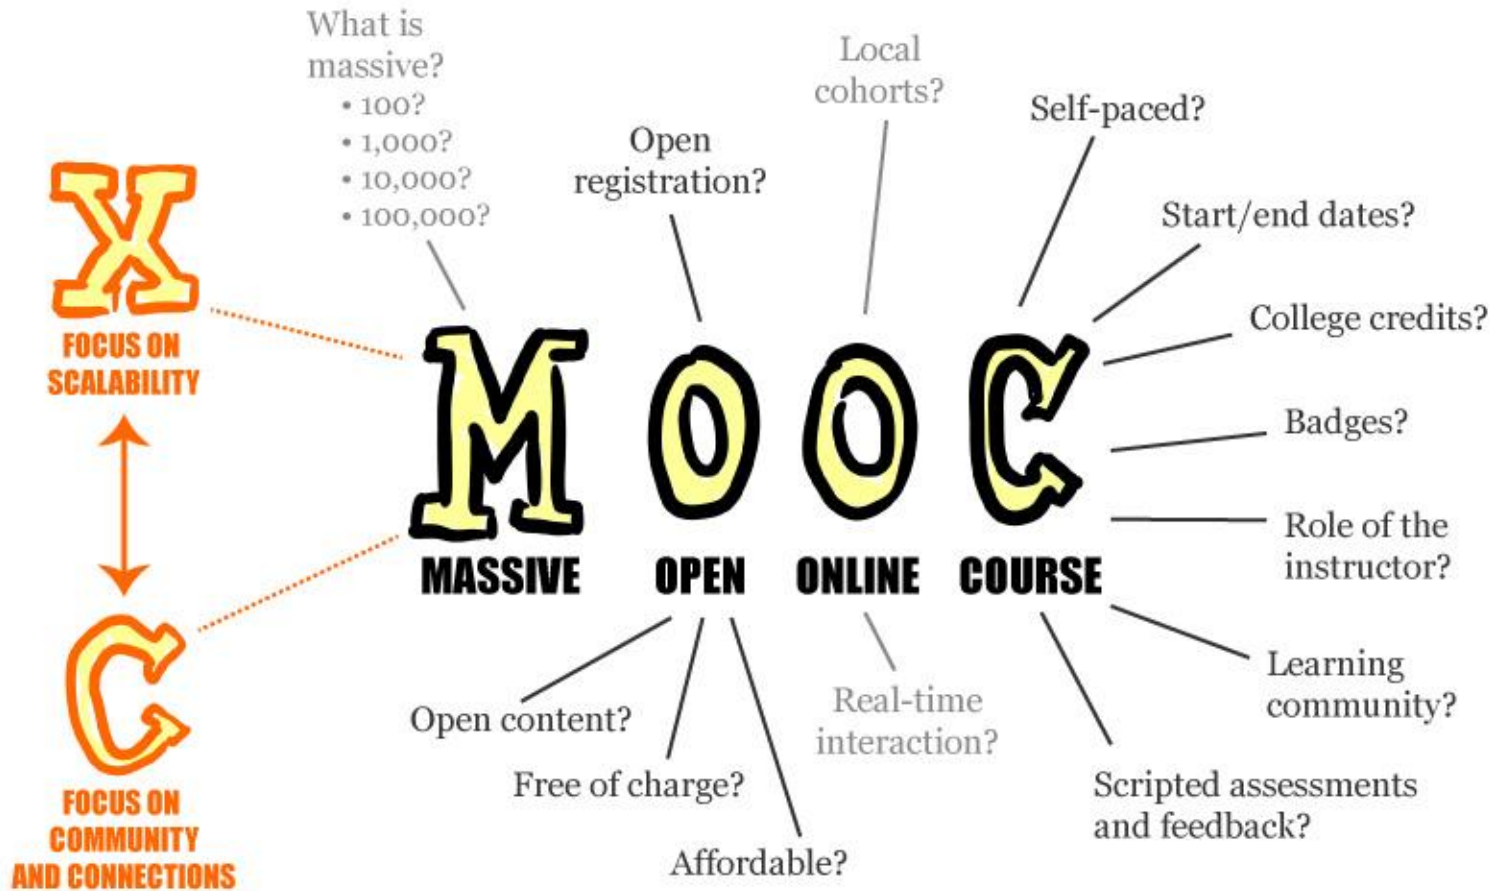 What is
massive?
• 100?
• 1,000?
• 10,000?
• 100,000?
Open
registration?
Local
cohorts?
Self-paced?
Start/end dates?
College credits?
Badges?
Role of the
instructor?
Learning
community?
Scripted assessments
and feedback?
X
FOCUS ON
SCALABILITY
C
FOCUS ON
COMMUNITY
AND CONNECTIONS
MOOC
MASSIVE OPEN ONLINE COURSE
Open content?
Free of charge?
Affordable?
Real-time
interaction?